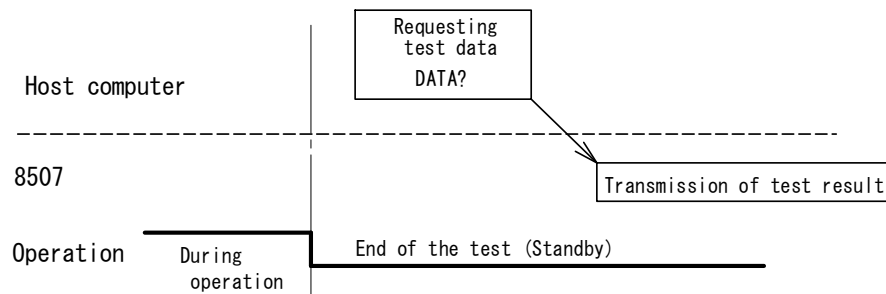 Requesting
test data
DATA?
Host computer
8507
Transmission of test result
Operation
During
operation
End of the test (Standby)